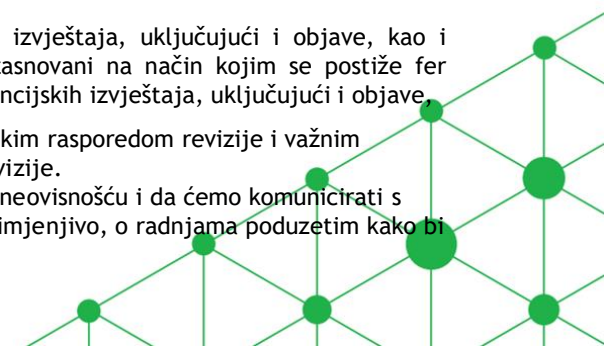 izvještaja, uključujući i objave, kao i
zasnovani na način kojim se postiže fer
ncijskih izvještaja, uključujući i objave,
kim rasporedom revizije i važnim
vizije.
neovisnošću i da ćemo komunicirati s
imjenjivo, o radnjama poduzetim kako bi